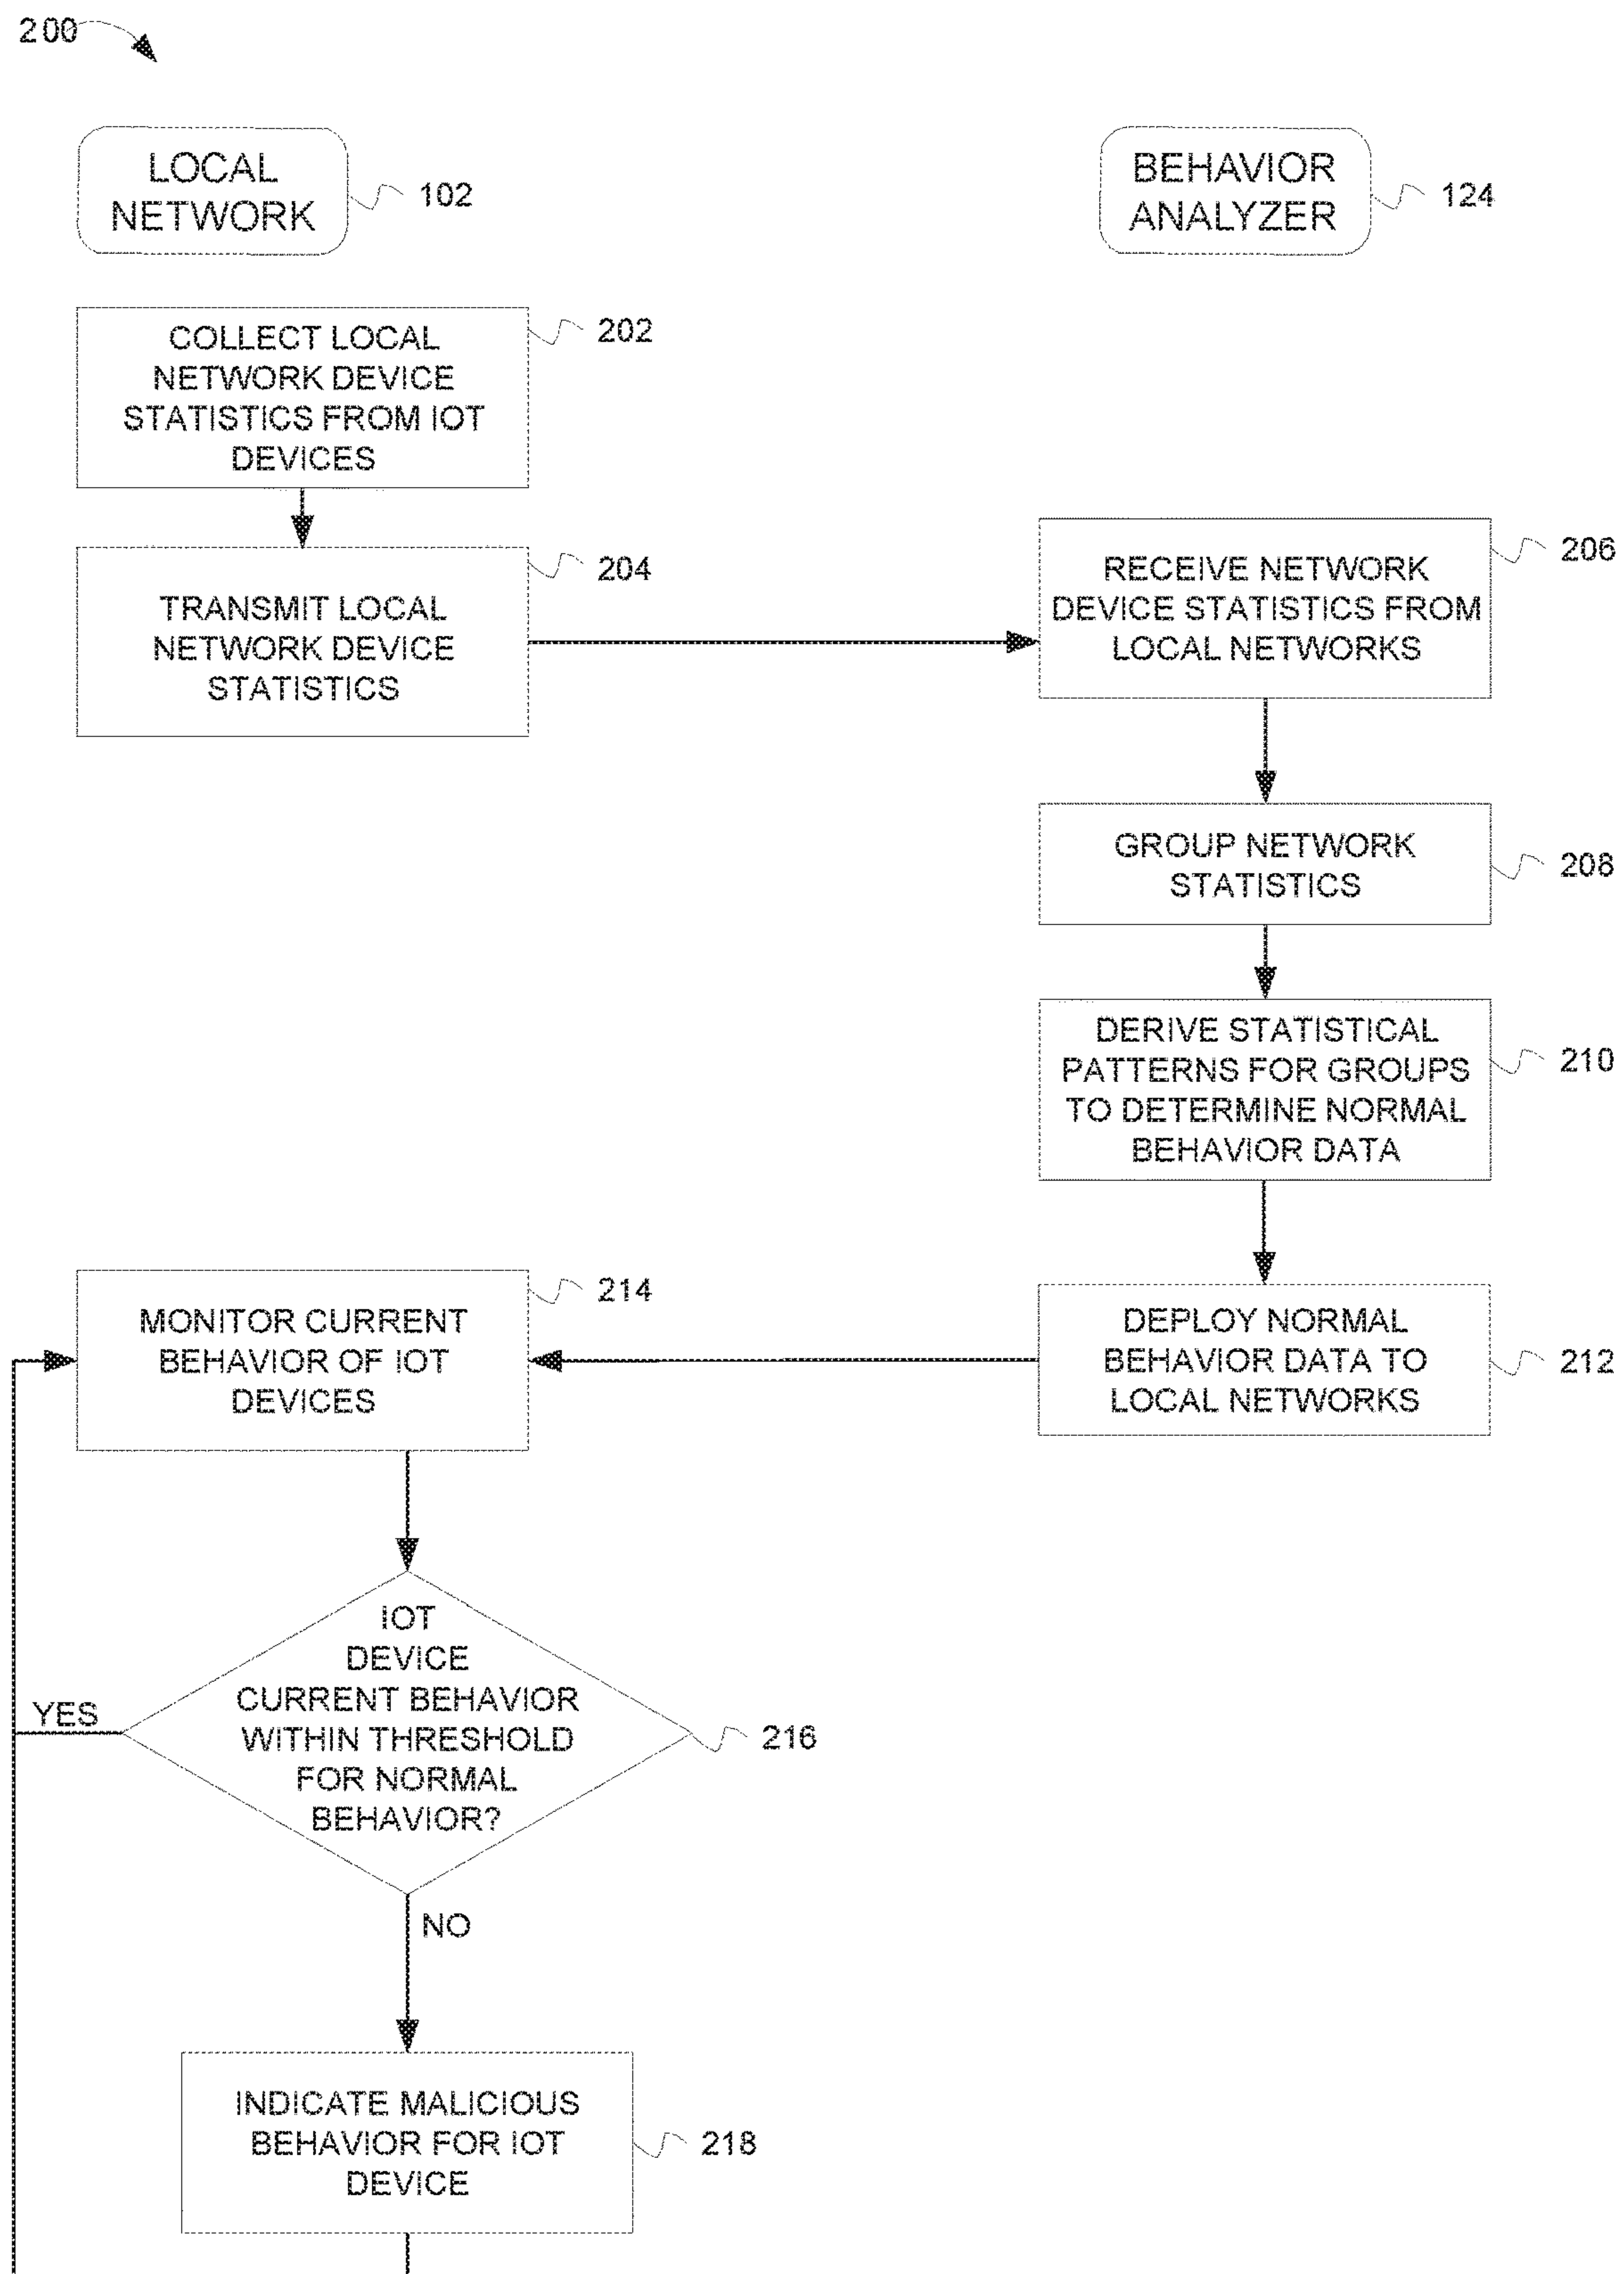 200
LOCAL
NETWORK
102
BEHAVIOR
ANALYZER
124
COLLECT LOCAL
NETWORK DEVICE
STATISTICS FROM IOT
DEVICES
202
TRANSMIT LOCAL
NETWORK DEVICE
STATISTICS
204
RECEIVE NETWORK
DEVICE STATISTICS FROM
LOCAL NETWORKS
206
GROUP NETWORK
STATISTICS
208
DERIVE STATISTICAL
PATTERNS FOR GROUPS
TO DETERMINE NORMAL
BEHAVIOR DATA
210
DEPLOY NORMAL
BEHAVIOR DATA TO
LOCAL NETWORKS
212
MONITOR CURRENT
BEHAVIOR OF IOT
DEVICES
214
IOT
DEVICE
CURRENT BEHAVIOR
WITHIN THRESHOLD
FOR NORMAL
BEHAVIOR?
216
YES
NO
INDICATE MALICIOUS
BEHAVIOR FOR IOT
DEVICE
218